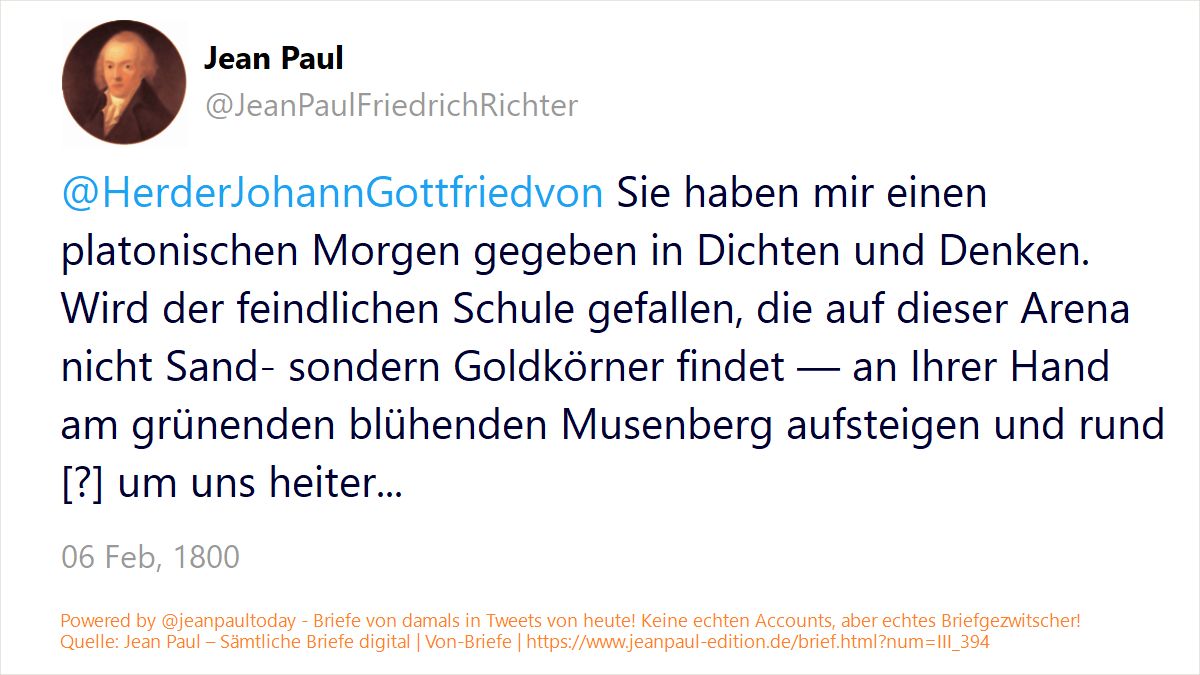 Jean Paul
@JeanPaulFriedrichRichter
@HerderJohannGottfriedvon Sie haben mir einen
platonischen Morgen gegeben in Dichten und Denken.
Wird der feindlichen Schule gefallen, die auf dieser Arena
nicht Sand- sondern Goldkörner findet — an Ihrer Hand
am grünenden blühenden Musenberg aufsteigen und rund
[?] um uns heiter...
06 Feb, 1800
Powered by @jeanpaultoday - Briefe von damals in Tweets von heute! Keine echten Accounts, aber echtes Briefgezwitscher!
Quelle: Jean Paul – Sämtliche Briefe digital | Von-Briefe | https://www.jeanpaul-edition.de/brief.html?num=III_394